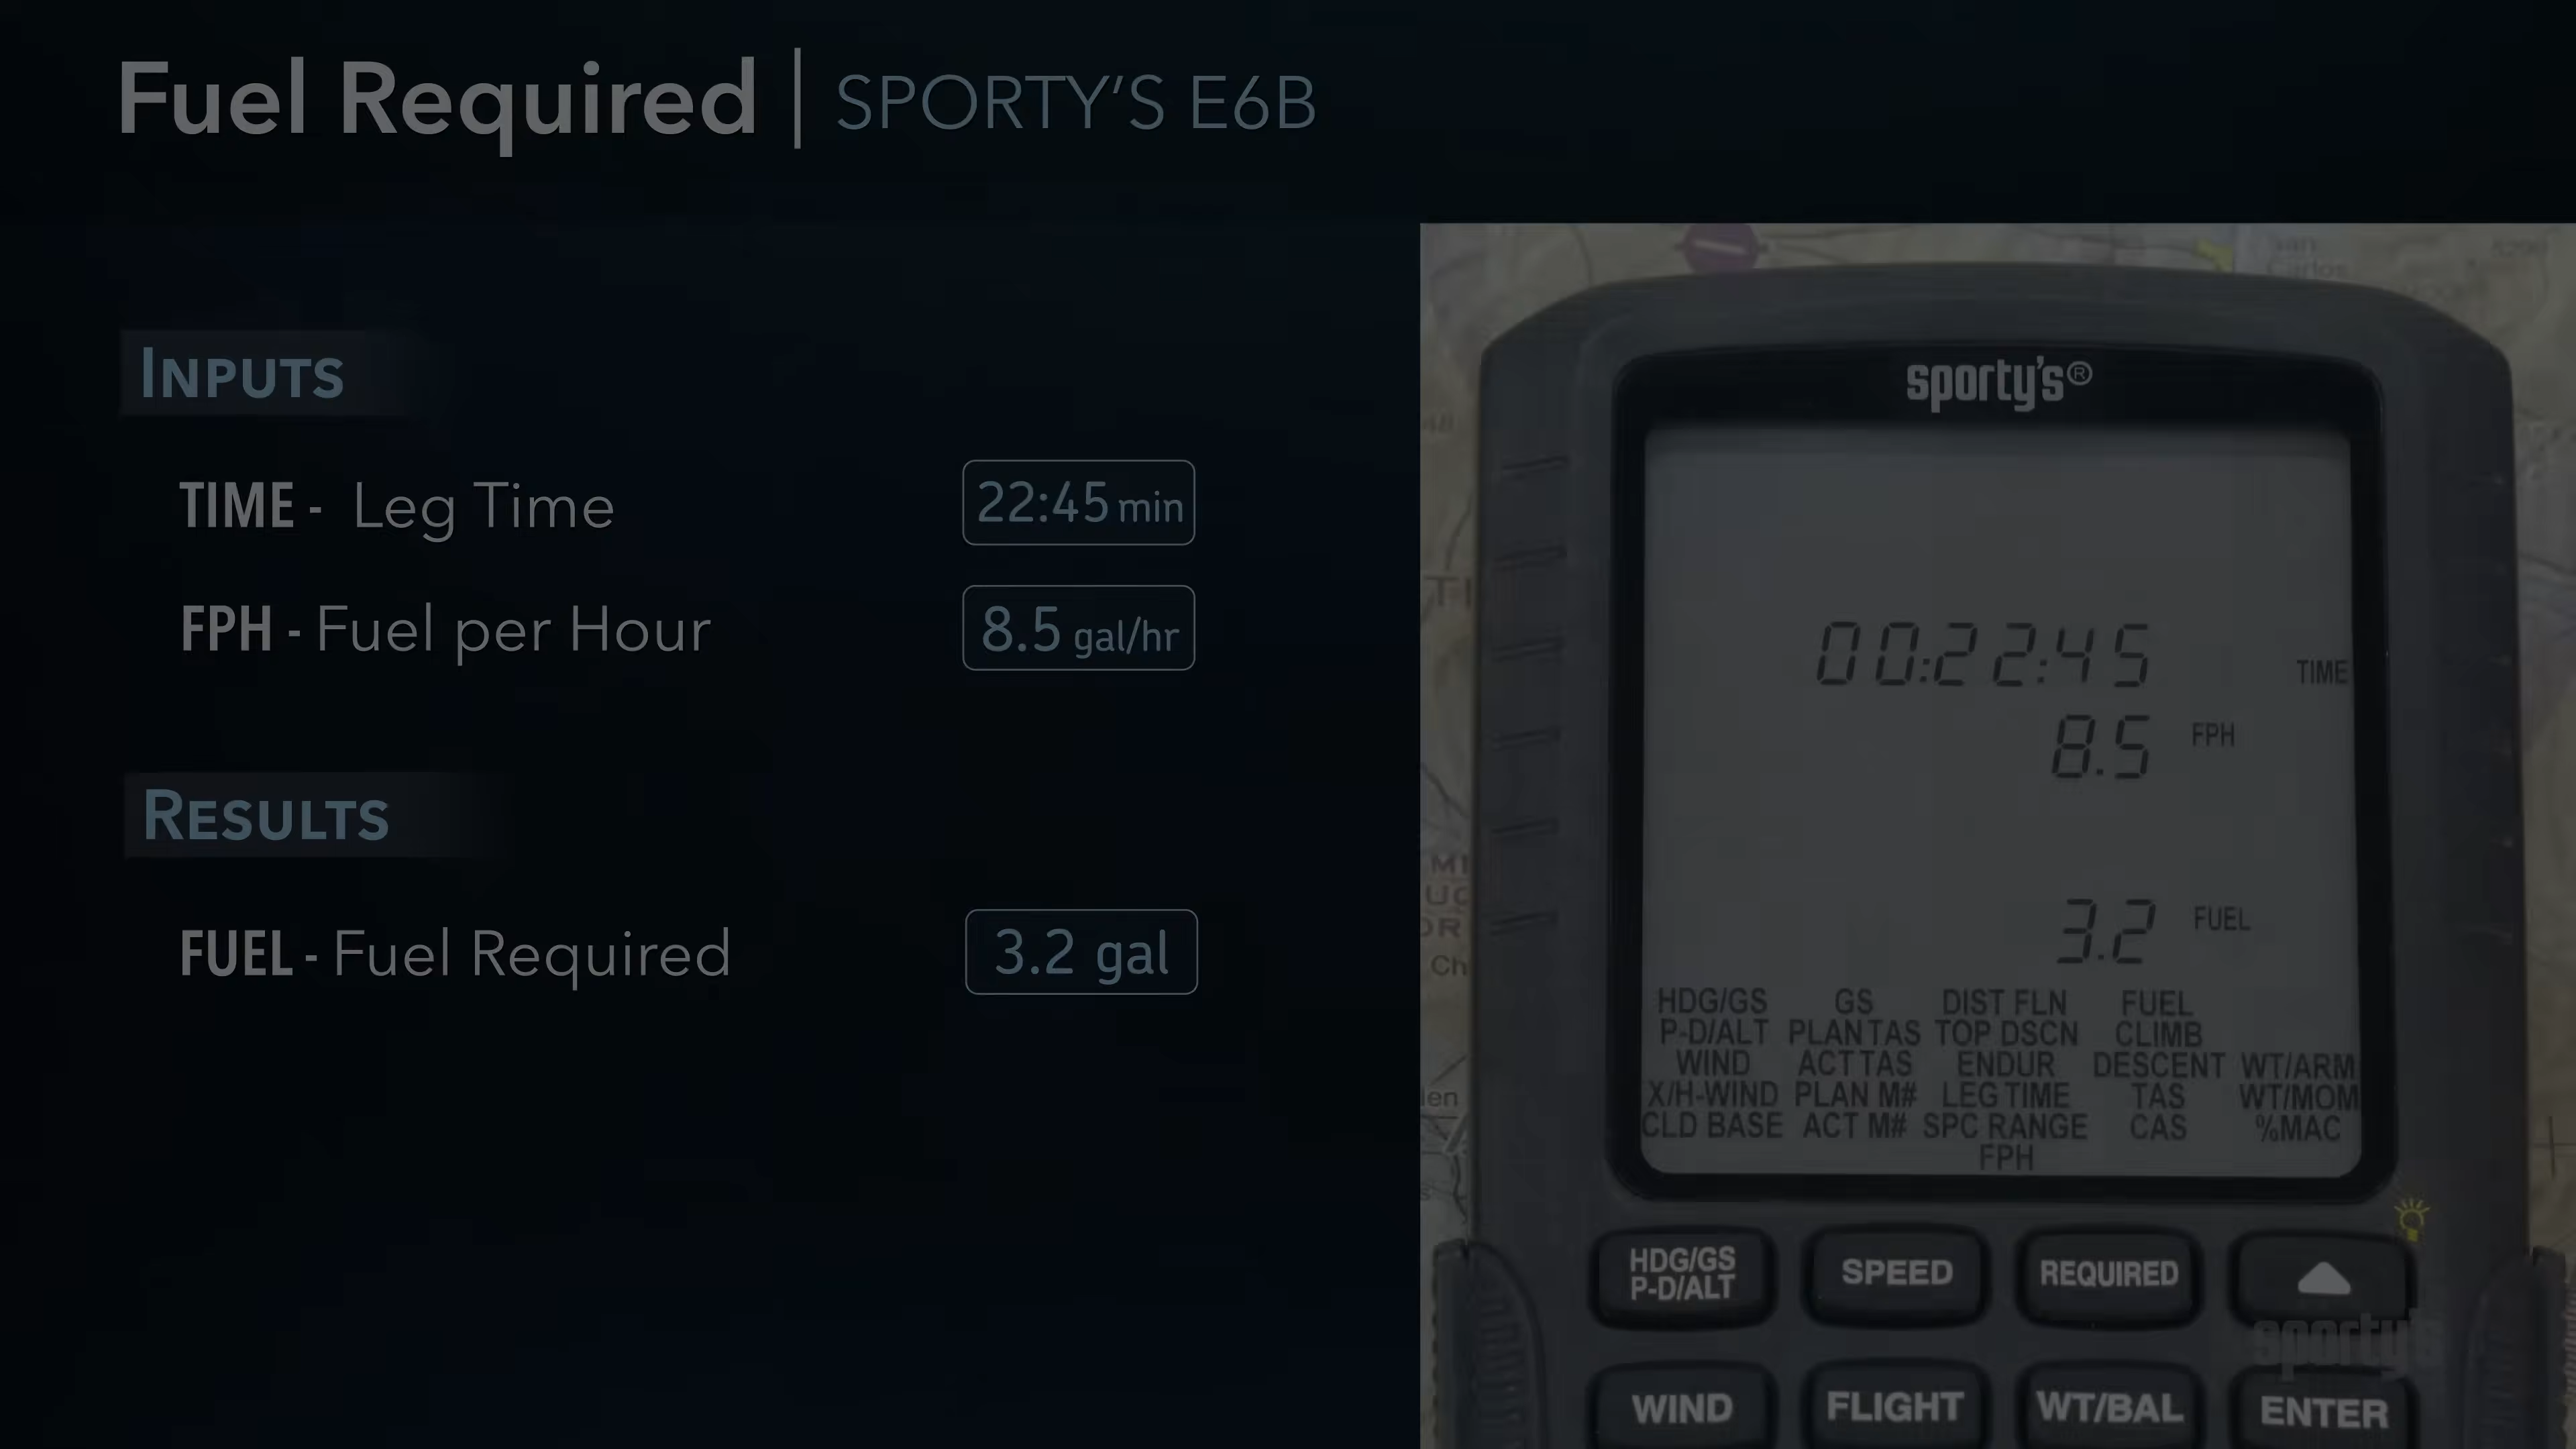 Fuel Required | SPORTY'S E6B
INPUTS
TIME - Leg Time 22:45 min
FPH - Fuel per Hour 8.5 gal/hr
RESULTS
FUEL - Fuel Required 3.2 gal
sporty's®
00:22:45 TIME
8.5 FPH
3.2 FUEL
HDG/GS GS DIST FLN FUEL
P-D/ALT PLAN TAS TOP DSCN CLIMB
WIND ACT TAS ENDUR DESCENT WT/ARM
X/H-WIND PLAN M# LEG TIME TAS WT/MOM
CLD BASE ACT M# SPC RANGE CAS %MAC
FPH
HDG/GS
P-D/ALT
SPEED
REQUIRED
sporty's
WIND
FLIGHT
WT/BAL
ENTER